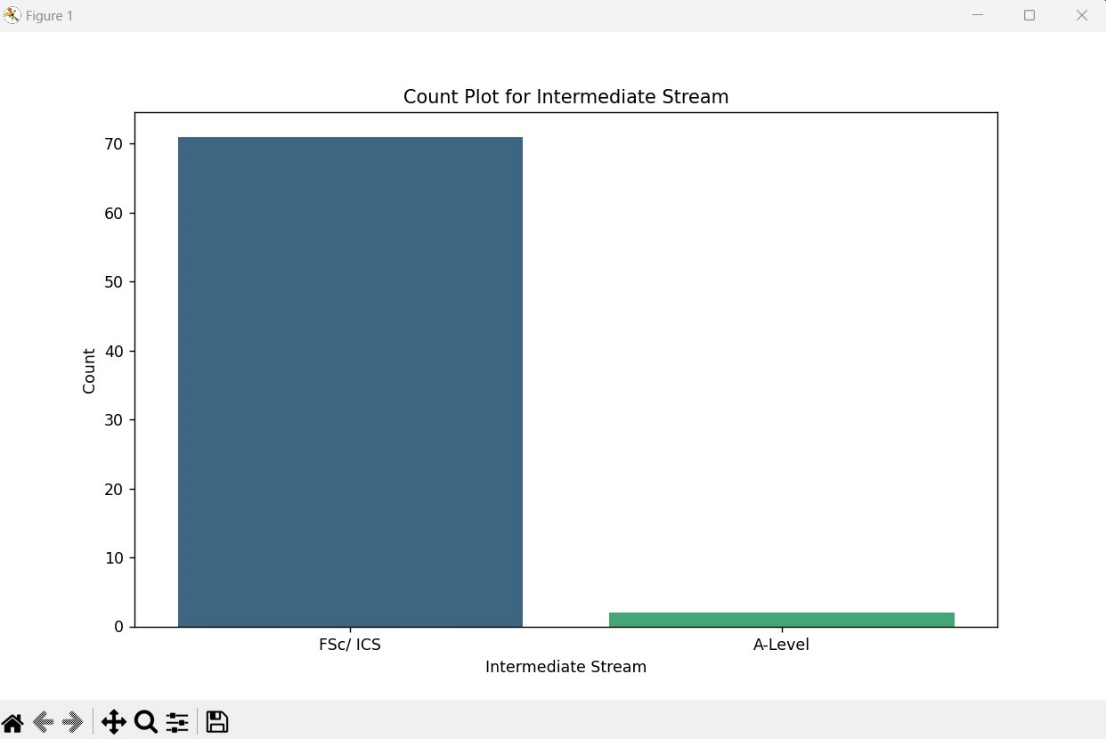 Figure 1
Count Plot for Intermediate Stream
70
60
50
40
30
20
10
0
Count
FSc/ ICS
A-Level
Intermediate Stream